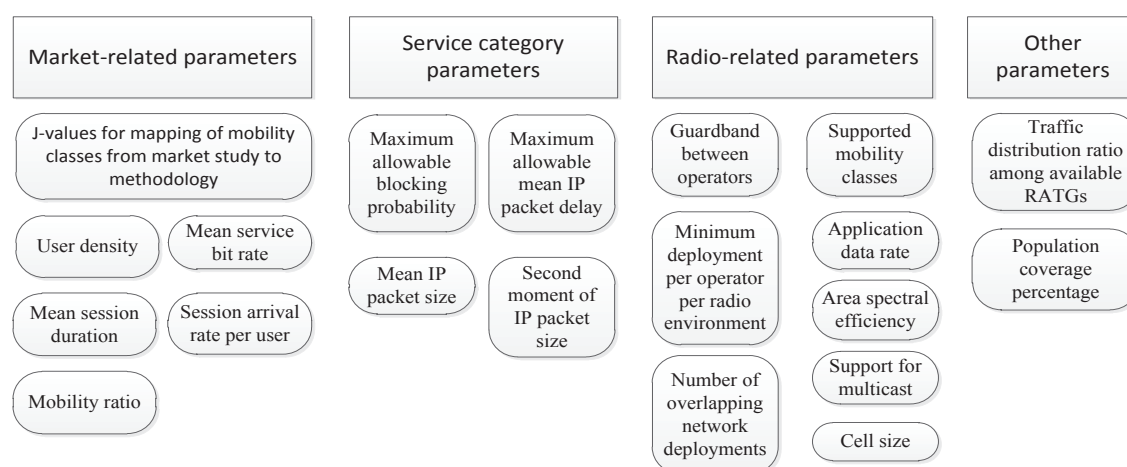 Market-related parameters
J-values for mapping of mobility
classes from market study to
methodology
User density
Mean service
bit rate
Mean session
duration
Session arrival
rate per user
Mobility ratio
Service category
parameters
Maximum
allowable
blocking
probability
Maximum
allowable
mean IP
packet delay
Mean IP
packet size
Second
moment of
IP packet
size
Radio-related parameters
Guardband
between
operators
Supported
mobility
classes
Minimum
deployment
per operator
per radio
environment
Application
data rate
Area spectral
efficiency
Number of
overlapping
network
deployments
Support for
multicast
Cell size
Other
parameters
Traffic
distribution ratio
among available
RATGs
Population
coverage
percentage